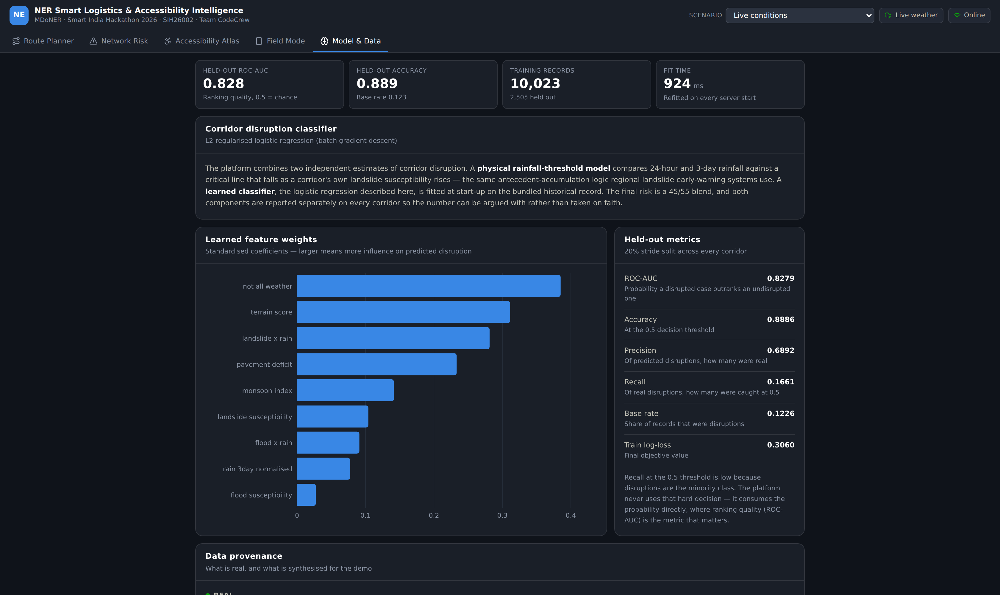 NE
NER Smart Logistics & Accessibility Intelligence
MDoNER · Smart India Hackathon 2026 · SIH26002 · Team CodeCrew
SCENARIO
Live conditions
Live weather
Online
Route Planner
Network Risk
Accessibility Atlas
Field Mode
Model & Data
HELD-OUT ROC-AUC
0.828
Ranking quality, 0.5 = chance
HELD-OUT ACCURACY
0.889
Base rate 0.123
TRAINING RECORDS
10,023
2,505 held out
FIT TIME
924 ms
Refitted on every server start
Corridor disruption classifier
L2-regularised logistic regression (batch gradient descent)
The platform combines two independent estimates of corridor disruption. A physical rainfall-threshold model compares 24-hour and 3-day rainfall against a
critical line that falls as a corridor's own landslide susceptibility rises — the same antecedent-accumulation logic regional landslide early-warning systems use. A
learned classifier, the logistic regression described here, is fitted at start-up on the bundled historical record. The final risk is a 45/55 blend, and both
components are reported separately on every corridor so the number can be argued with rather than taken on faith.
Learned feature weights
Standardised coefficients — larger means more influence on predicted disruption
not all weather
terrain score
landslide x rain
pavement deficit
monsoon index
landslide susceptibility
flood x rain
rain 3day normalised
flood susceptibility
0
0.1
0.2
0.3
0.4
Held-out metrics
20% stride split across every corridor
ROC-AUC 0.8279
Probability a disrupted case outranks an undisrupted
one
Accuracy 0.8886
At the 0.5 decision threshold
Precision 0.6892
Of predicted disruptions, how many were real
Recall 0.1661
Of real disruptions, how many were caught at 0.5
Base rate 0.1226
Share of records that were disruptions
Train log-loss 0.3060
Final objective value
Recall at the 0.5 threshold is low because
disruptions are the minority class. The platform
never uses that hard decision — it consumes the
probability directly, where ranking quality (ROC-
AUC) is the metric that matters.
Data provenance
What is real, and what is synthesised for the demo
REAL